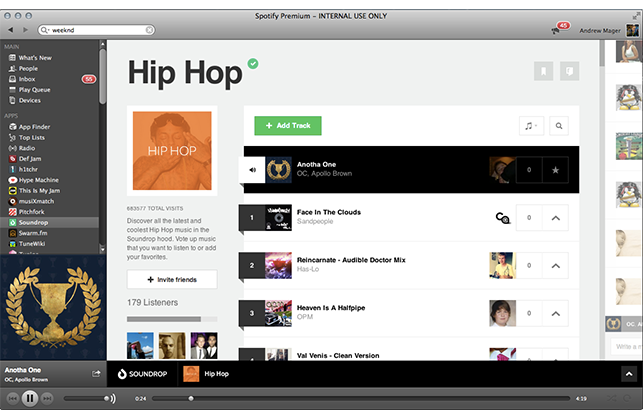 Spotify Premium – INTERNAL USE ONLY
weeknd
45
Andrew Mager
MAIN
What's New
People
Inbox
55
Play Queue
Devices
APPS
App Finder
Top Lists
Radio
Def Jam
h1tchr
Hype Machine
This Is My Jam
musiXmatch
Pitchfork
Soundrop
Swarm.fm
TuneWiki
Hip Hop
HIP HOP
683577 TOTAL VISITS
Discover all the latest and
coolest Hip Hop music in the
Soundrop hood. Vote up music
that you want to listen to or add
your favorites.
+ Invite friends
179 Listeners
+ Add Track
Anotha One
OC, Apollo Brown
0
1
Face In The Clouds
Sandpeople
0
2
Reincarnate - Audible Doctor Mix
Has-Lo
0
3
Heaven Is A Halfpipe
OPM
0
Val Venis - Clean Version
OC, A
Write a m
Anotha One
OC, Apollo Brown
SOUNDROP
Hip Hop
0:24
4:19